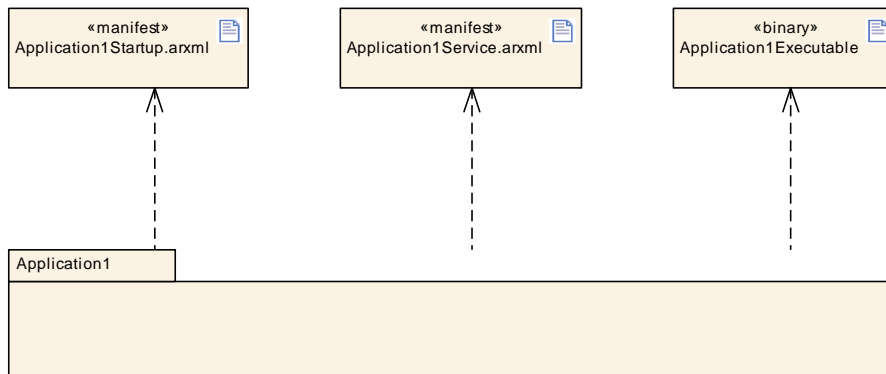 «manifest»
Application1Startup.arxml
«manifest»
Application1Service.arxml
«binary»
Application1Executable
Application1